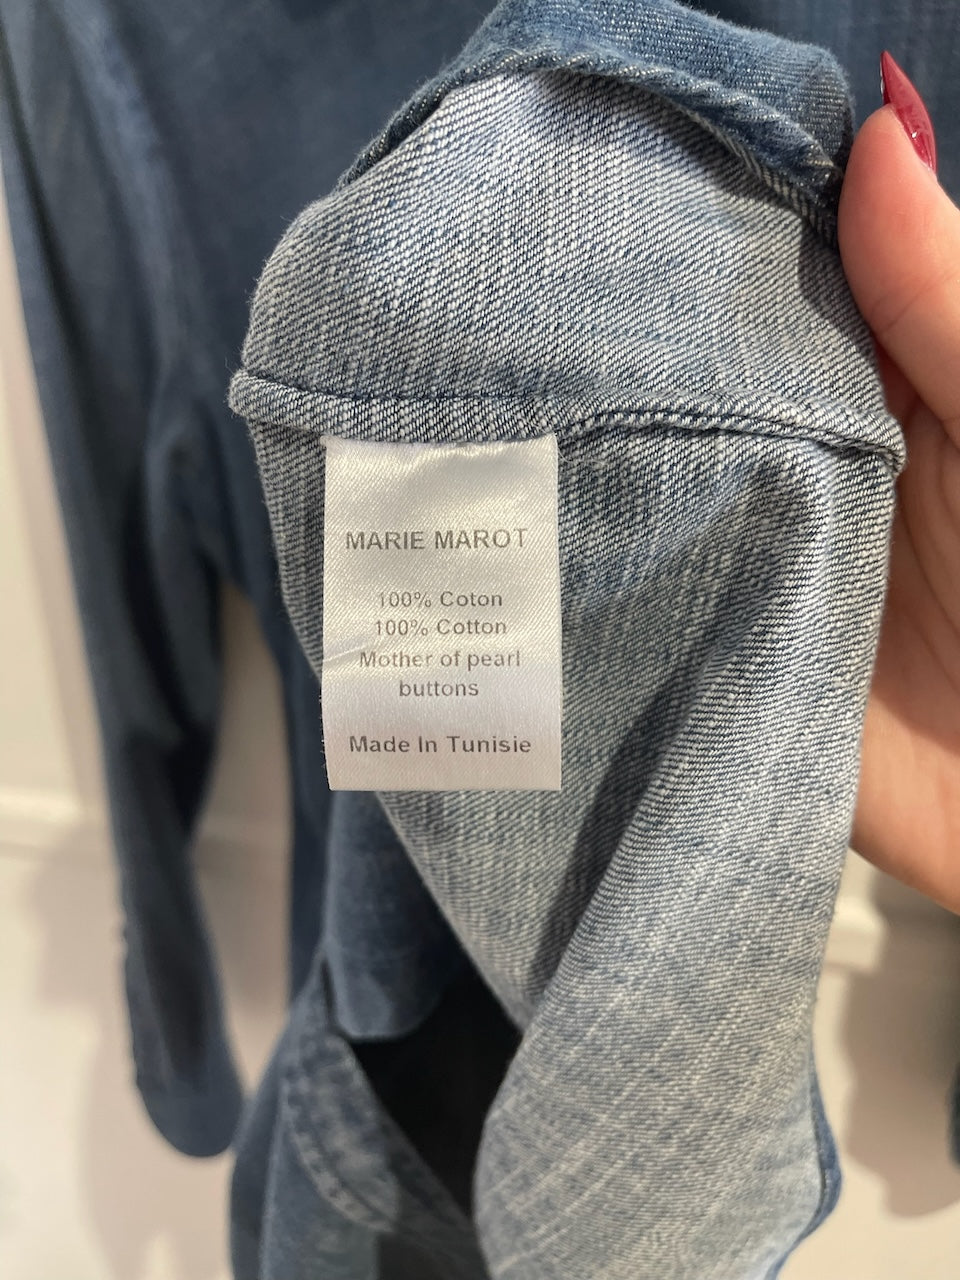 MARIE MAROT
100% Coton
100% Cotton
Mother of pearl
buttons
Made In Tunisie